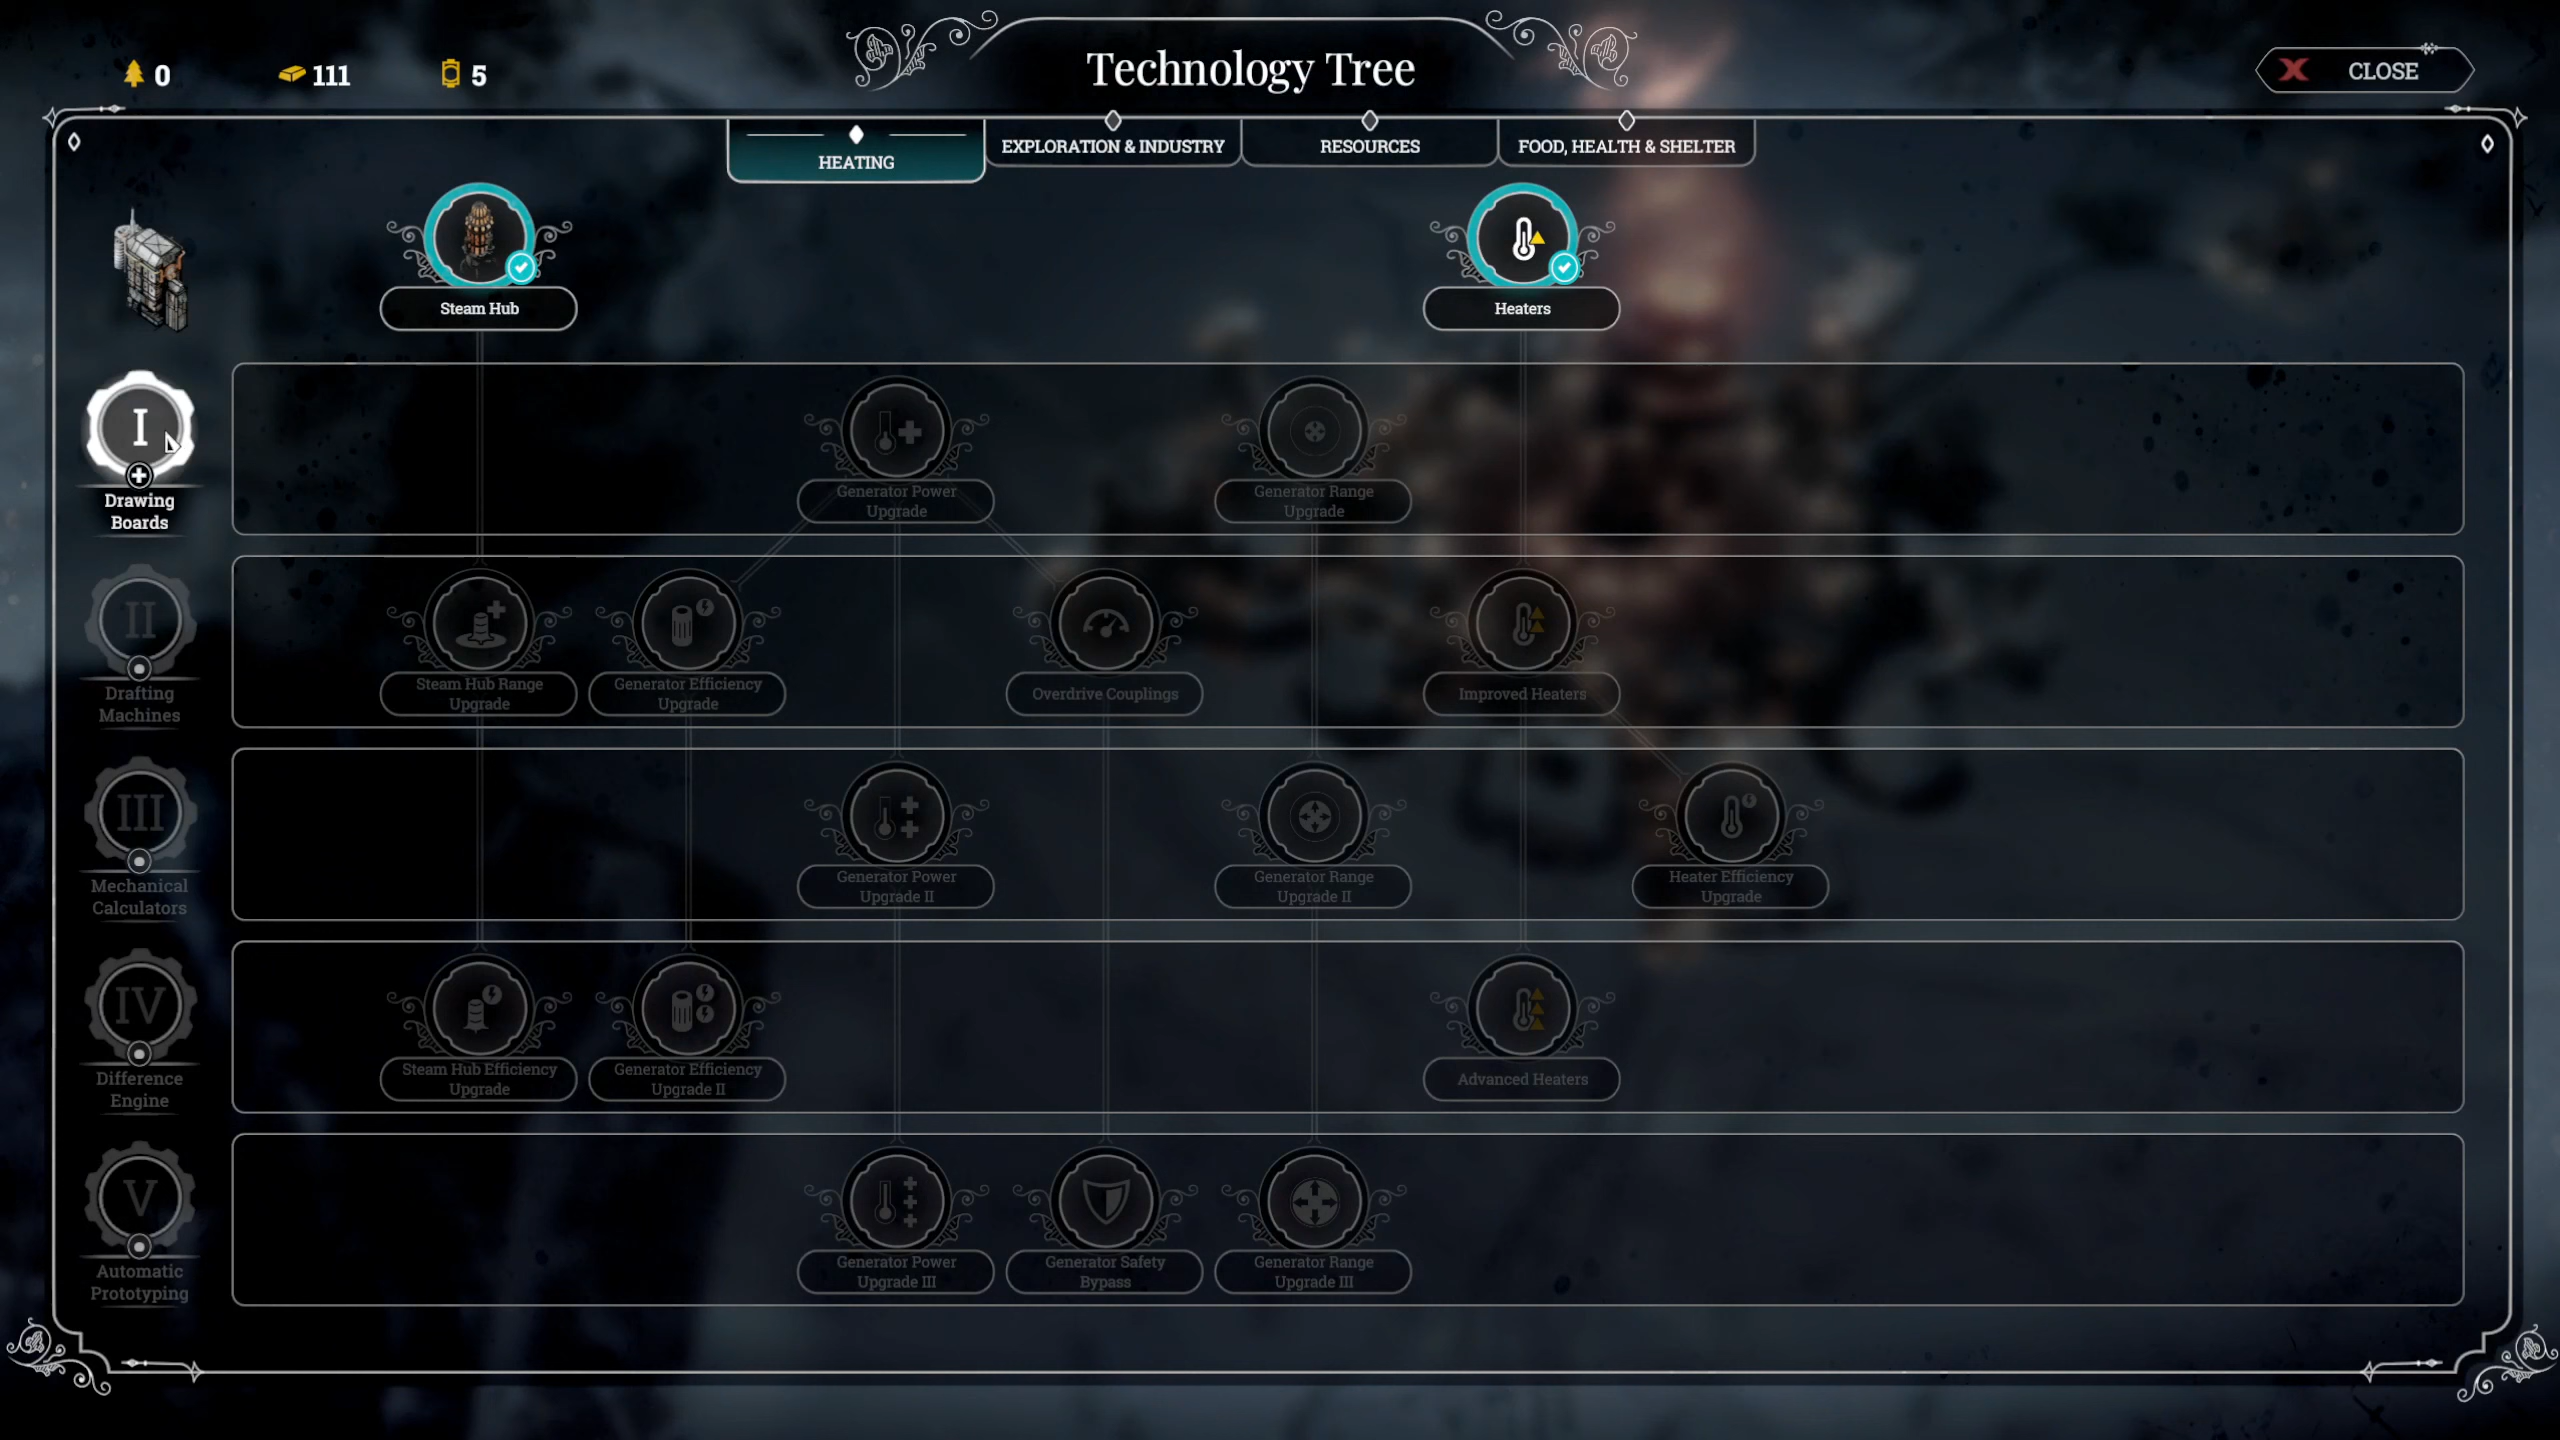 0 111 5
Technology Tree
CLOSE
HEATING
EXPLORATION & INDUSTRY
RESOURCES
FOOD, HEALTH & SHELTER
Steam Hub
Heaters
I
Drawing
Boards
Generator Power
Upgrade
Generator Range
Upgrade
II
Drafting
Machines
Steam Hub Range
Upgrade
Generator Efficiency
Upgrade
Overdrive Couplings
Improved Heaters
III
Mechanical
Calculators
Generator Power
Upgrade II
Generator Range
Upgrade II
Heater Efficiency
Upgrade
IV
Difference
Engine
Steam Hub Efficiency
Upgrade
Generator Efficiency
Upgrade II
Advanced Heaters
V
Automatic
Prototyping
Generator Power
Upgrade III
Generator Safety
Bypass
Generator Range
Upgrade III